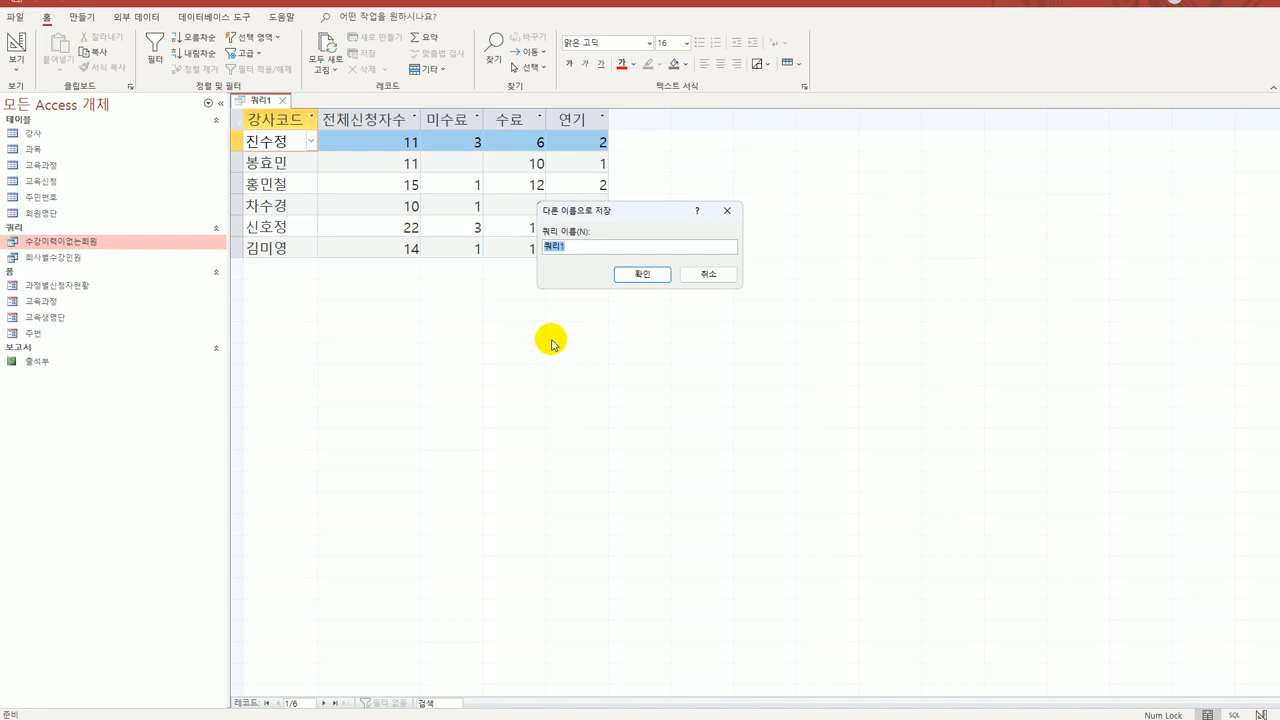 파일 홈 만들기 외부 데이터 데이터베이스 도구 도움말 어떤 작업을 원하시나요?
보기
붙여넣기
잘라내기
복사
서식 복사
필터
오름차순
내림차순
정렬 제거
선택 영역
고급
필터 적용/해제
모두 새로 고침
새로 만들기
저장
삭제
요약
맞춤법 검사
기타
찾기
바꾸기
이동
선택
맑은 고딕 16
가 가 가 가
보기 클립보드 정렬 및 필터 레코드 찾기 텍스트 서식
모든 Access 개체
테이블
강사
과목
교육과정
교육신청
주민번호
회원명단
쿼리
수강이력이없는회원
회사별수강인원
폼
과정별신청자현황
교육과정
교육생명단
주번
보고서
출석부
쿼리1
강사코드 전체신청자수 미수료 수료 연기
진수정 11 3 6 2
봉효민 11 10 1
홍민철 15 1 12 2
차수경 10 1
신호정 22 3 1
김미영 14 1 1
다른 이름으로 저장 ?
쿼리 이름(N):
쿼리1
확인 취소
레코드: 1/6 필터 없음 검색
준비 Num Lock SQL